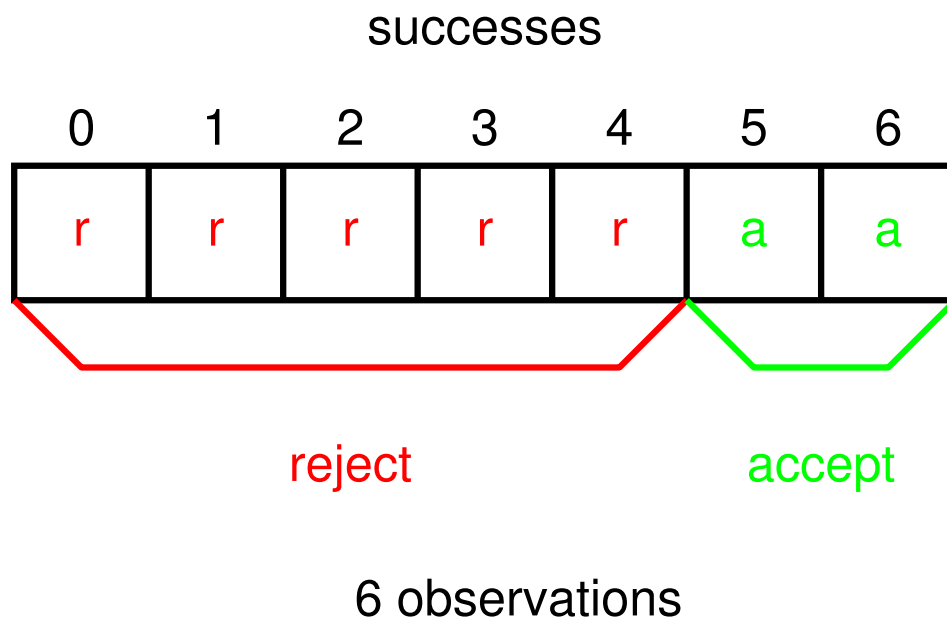 successes
0 1 2 3 4 5 6
r r r r r a a
reject accept
6 observations